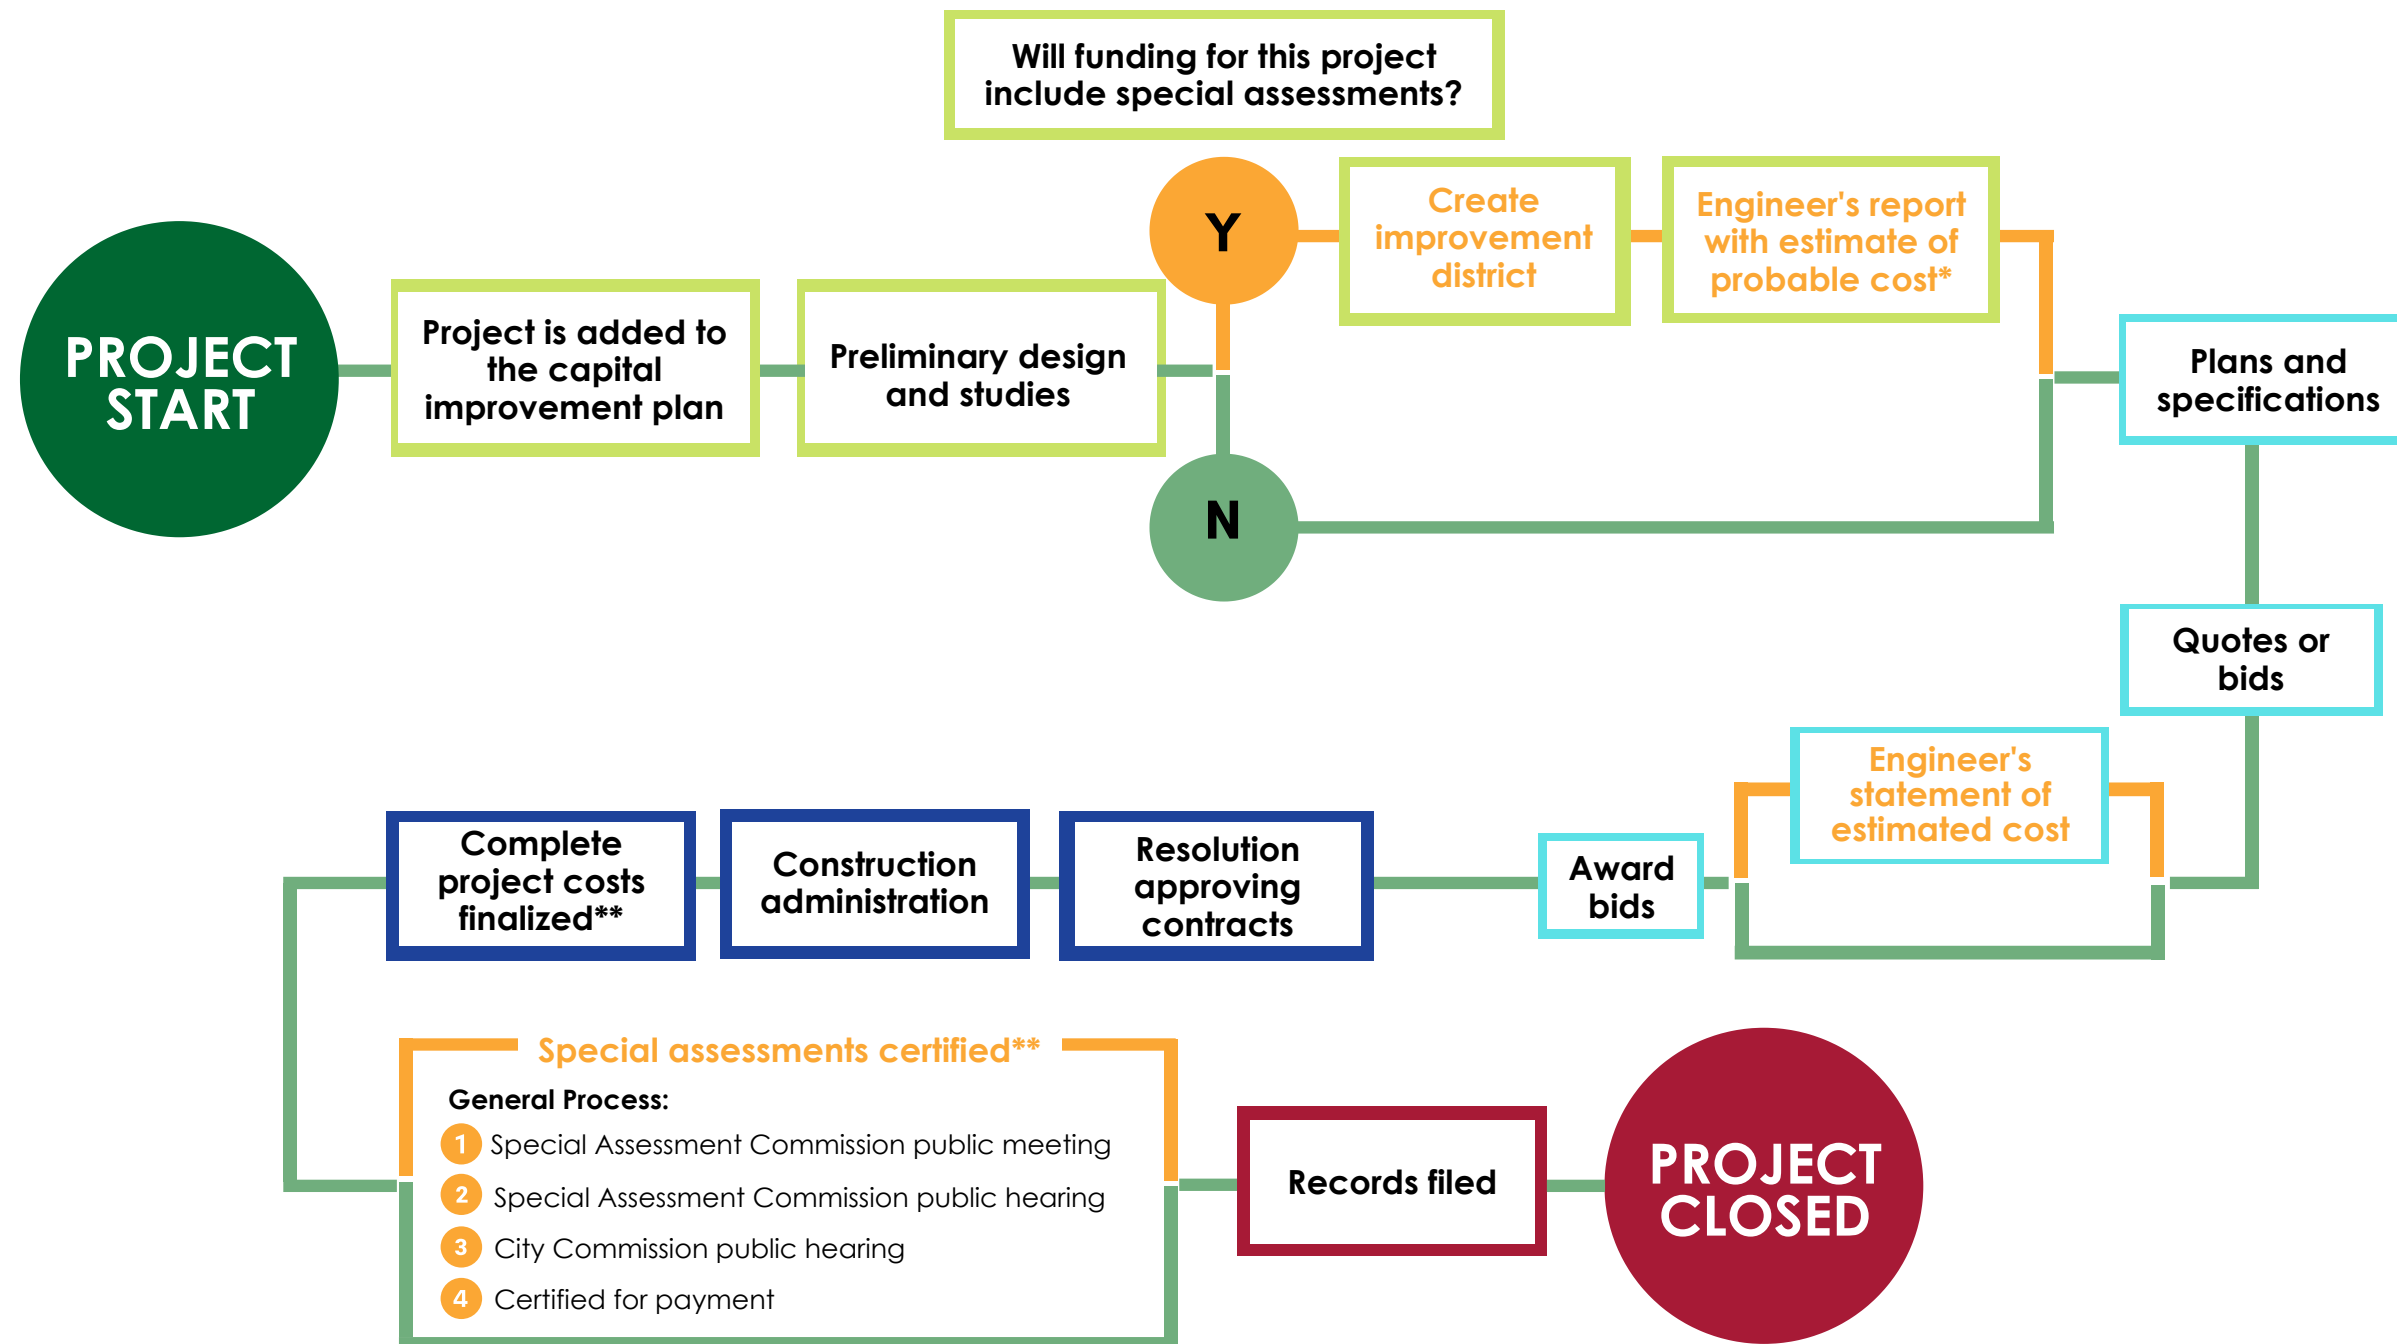 Will funding for this project
include special assessments?
PROJECT
START
Project is added to
the capital
improvement plan
Preliminary design
and studies
Y
N
Create
improvement
district
Engineer's report
with estimate of
probable cost*
Plans and
specifications
Quotes or
bids
Engineer's
statement of
estimated cost
Award
bids
Resolution
approving
contracts
Construction
administration
Complete
project costs
finalized**
Special assessments certified**
General Process:
1 Special Assessment Commission public meeting
2 Special Assessment Commission public hearing
3 City Commission public hearing
4 Certified for payment
Records filed
PROJECT
CLOSED